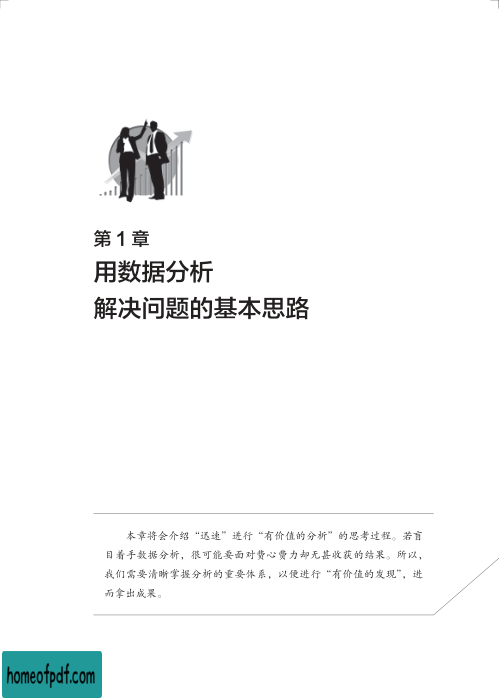 第 1 章
用数据分析
解决问题的基本思路
本章将会介绍“迅速”进行“有价值的分析”的思考过程。若盲
目着手数据分析，很可能要面对费心费力却无甚收获的结果。所以，
我们需要清晰掌握分析的重要体系，以便进行“有价值的发现”，进
而拿出成果。
homeofpdf.com